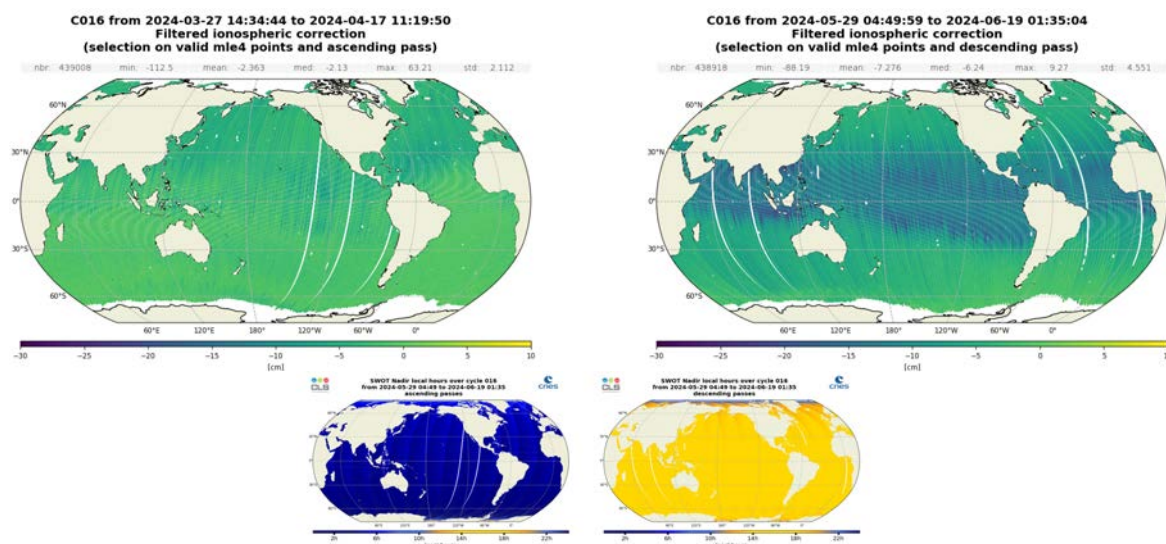 C016 from 2024-03-27 14:34:44 to 2024-04-17 11:19:50
Filtered ionospheric correction
(selection on valid mle4 points and ascending pass)
nbr: 439008 min: -112.5 mean: -2.363 med: -2.13 max: 63.21 std: 2.112
60°N
30°N
0°
30°S
60°S
60°E 120°E 180° 120°W 60°W 0°
−30 −25 −20 −15 −10 −5 0 5 10
[cm]
C016 from 2024-05-29 04:49:59 to 2024-06-19 01:35:04
Filtered ionospheric correction
(selection on valid mle4 points and descending pass)
nbr: 438918 min: -88.19 mean: -7.276 med: -6.24 max: 9.27 std: 4.551
60°N
30°N
0°
30°S
60°S
60°E 120°E 180° 120°W 60°W 0°
−30 −25 −20 −15 −10 −5 0 5
[cm]
CLS
SWOT Nadir local hours over cycle 016
from 2024-05-29 04:49 to 2024-06-19 01:35
ascending passes
cnes
2h 6h 10h 14h 18h 22h
CLS
SWOT Nadir local hours over cycle 016
from 2024-05-29 04:49 to 2024-06-19 01:35
descending passes
cnes
2h 6h 10h 14h 18h 22h